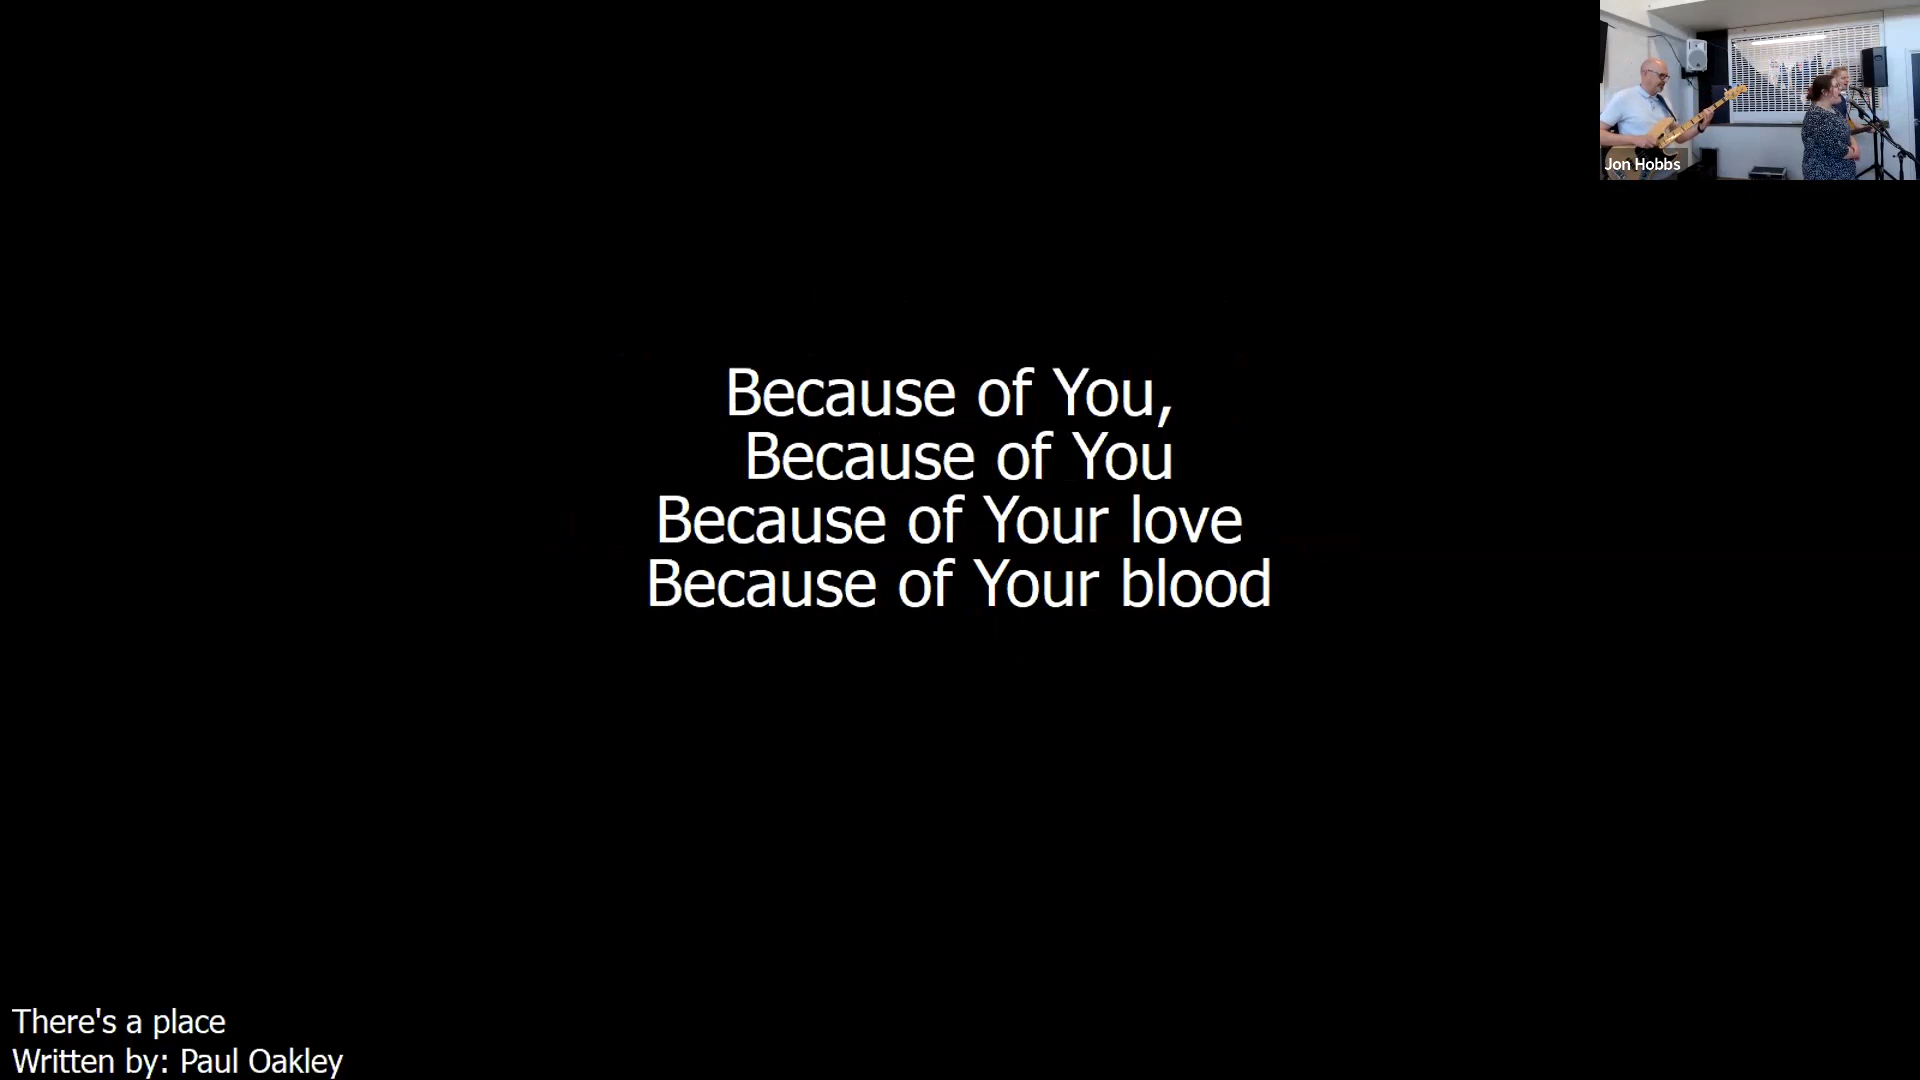 Jon Hobbs
Because of You,
Because of You
Because of Your love
Because of Your blood
There's a place
Written by: Paul Oakley